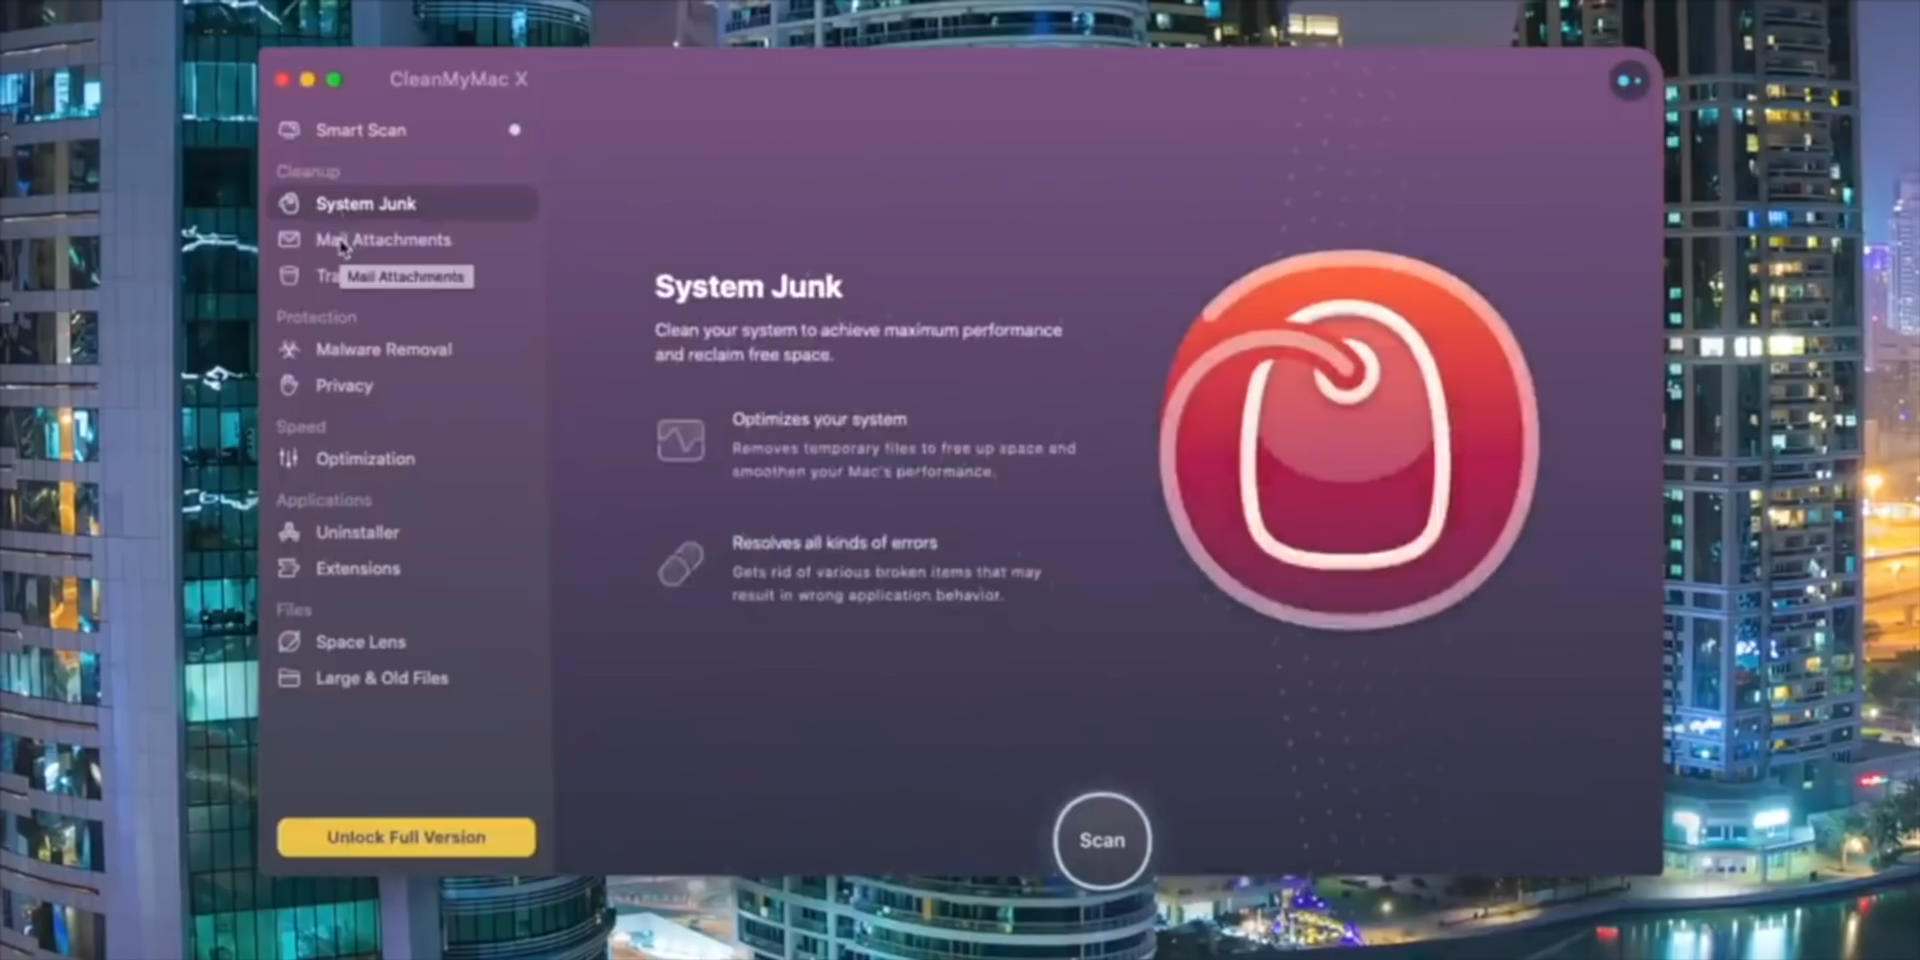 CleanMyMac X
Smart Scan
Cleanup
System Junk
Mail Attachments
Tra
Mail Attachments
Protection
Malware Removal
Privacy
Speed
Optimization
Applications
Uninstaller
Extensions
Files
Space Lens
Large & Old Files
Unlock Full Version
System Junk
Clean your system to achieve maximum performance
and reclaim free space.
Optimizes your system
Removes temporary files to free up space and
smoothen your Mac's performance.
Resolves all kinds of errors
Gets rid of various broken items that may
result in wrong application behavior.
Scan